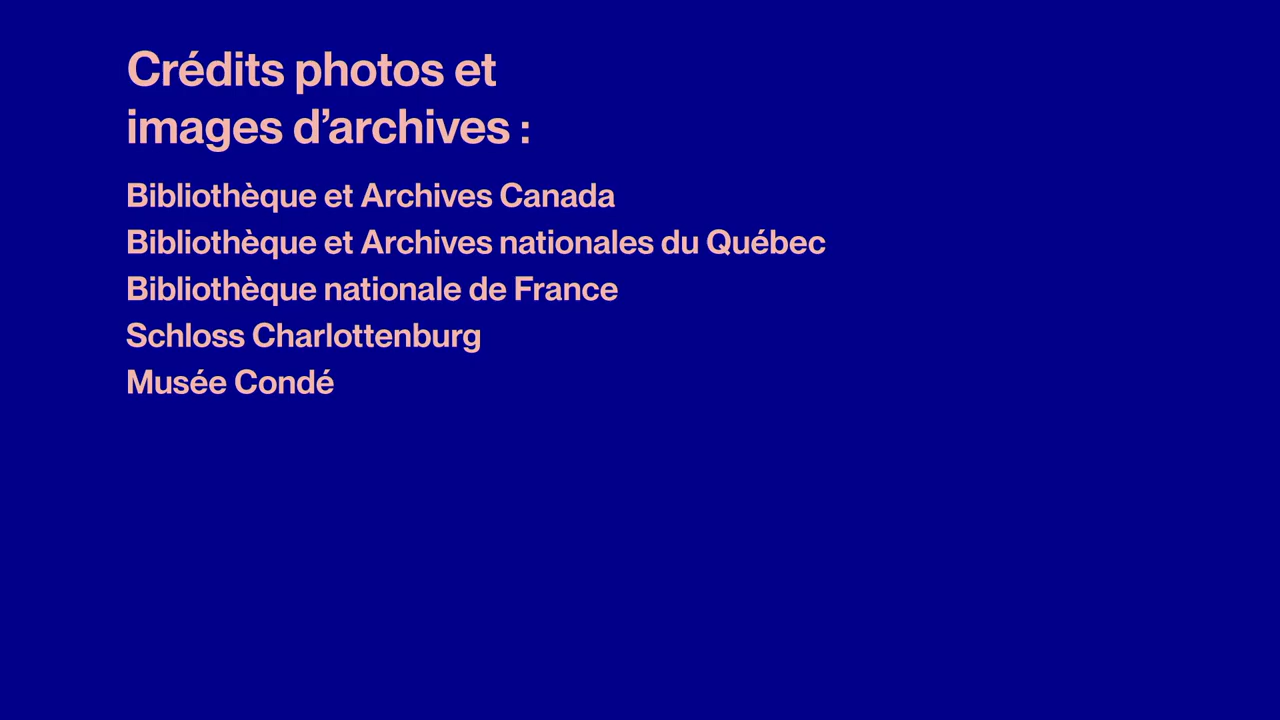 Crédits photos et
images d’archives :
Bibliothèque et Archives Canada
Bibliothèque et Archives nationales du Québec
Bibliothèque nationale de France
Schloss Charlottenburg
Musée Condé